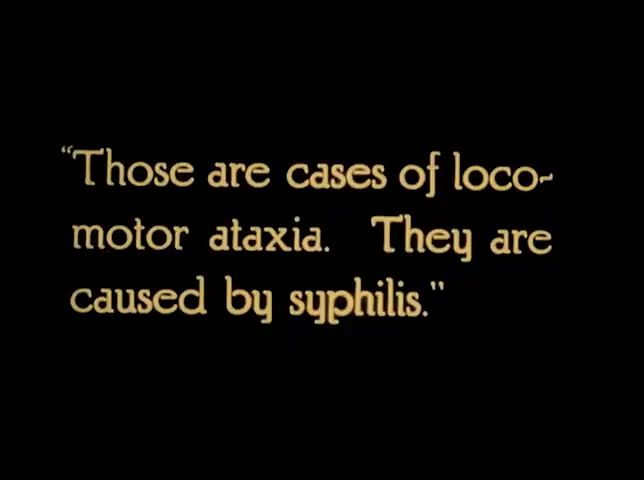 “Those are cases of loco-
motor ataxia. They are
caused by syphilis."